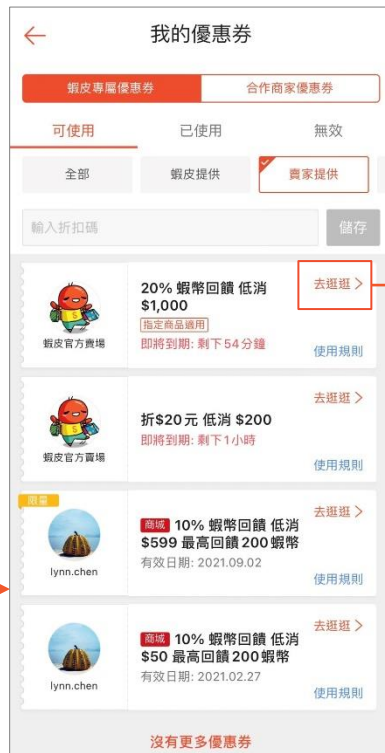 我的優惠券
蝦皮專屬優惠券 合作商家優惠券
可使用 已使用 無效
全部 蝦皮提供 賣家提供
輸入折扣碼 儲存
20% 蝦幣回饋 低消
$1,000
指定商品適用
即將到期: 剩下54分鐘
蝦皮官方賣場
去逛逛 >
使用規則
折$20元 低消 $200
即將到期: 剩下1小時
蝦皮官方賣場
去逛逛 >
使用規則
限量
lynn.chen
商城 10% 蝦幣回饋 低消
$599 最高回饋200蝦幣
有效日期: 2021.09.02
去逛逛 >
使用規則
lynn.chen
商城 10% 蝦幣回饋 低消
$50 最高回饋200蝦幣
有效日期: 2021.02.27
去逛逛 >
使用規則
沒有更多優惠券